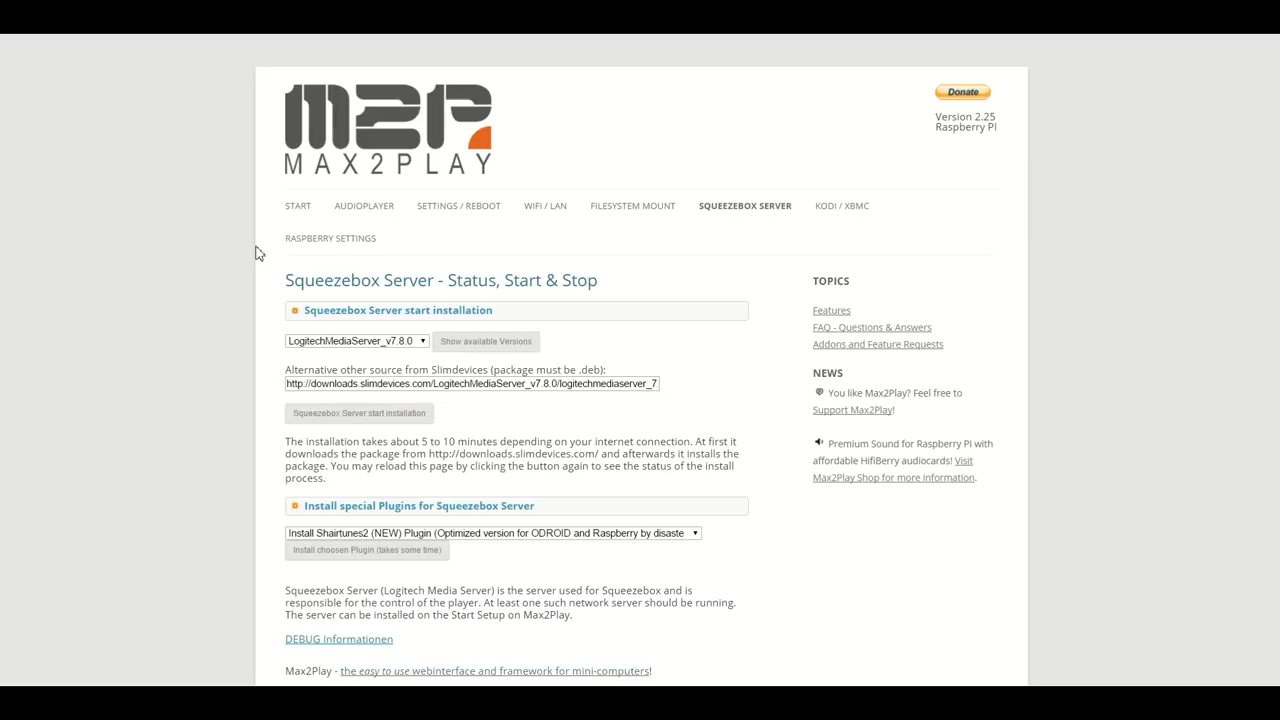 M2P
MAX2PLAY
Donate
Version 2.25
Raspberry PI
START AUDIOPLAYER SETTINGS / REBOOT WIFI / LAN FILESYSTEM MOUNT SQUEEZEBOX SERVER KODI / XBMC
RASPBERRY SETTINGS
Squeezebox Server - Status, Start & Stop
Squeezebox Server start installation
LogitechMediaServer_v7.8.0
Show available Versions
Alternative other source from Slimdevices (package must be .deb):
http://downloads.slimdevices.com/LogitechMediaServer_v7.8.0/logitechmediaserver_7
Squeezebox Server start installation
The installation takes about 5 to 10 minutes depending on your internet connection. At first it
downloads the package from http://downloads.slimdevices.com/ and afterwards it installs the
package. You may reload this page by clicking the button again to see the status of the install
process.
Install special Plugins for Squeezebox Server
Install Shairtunes2 (NEW) Plugin (Optimized version for ODROID and Raspberry by disaste
Install choosen Plugin (takes some time)
Squeezebox Server (Logitech Media Server) is the server used for Squeezebox and is
responsible for the control of the player. At least one such network server should be running.
The server can be installed on the Start Setup on Max2Play.
DEBUG Informationen
Max2Play - the easy to use webinterface and framework for mini-computers!
TOPICS
Features
FAQ - Questions & Answers
Addons and Feature Requests
NEWS
You like Max2Play? Feel free to
Support Max2Play!
Premium Sound for Raspberry PI with
affordable HifiBerry audiocards! Visit
Max2Play Shop for more information.